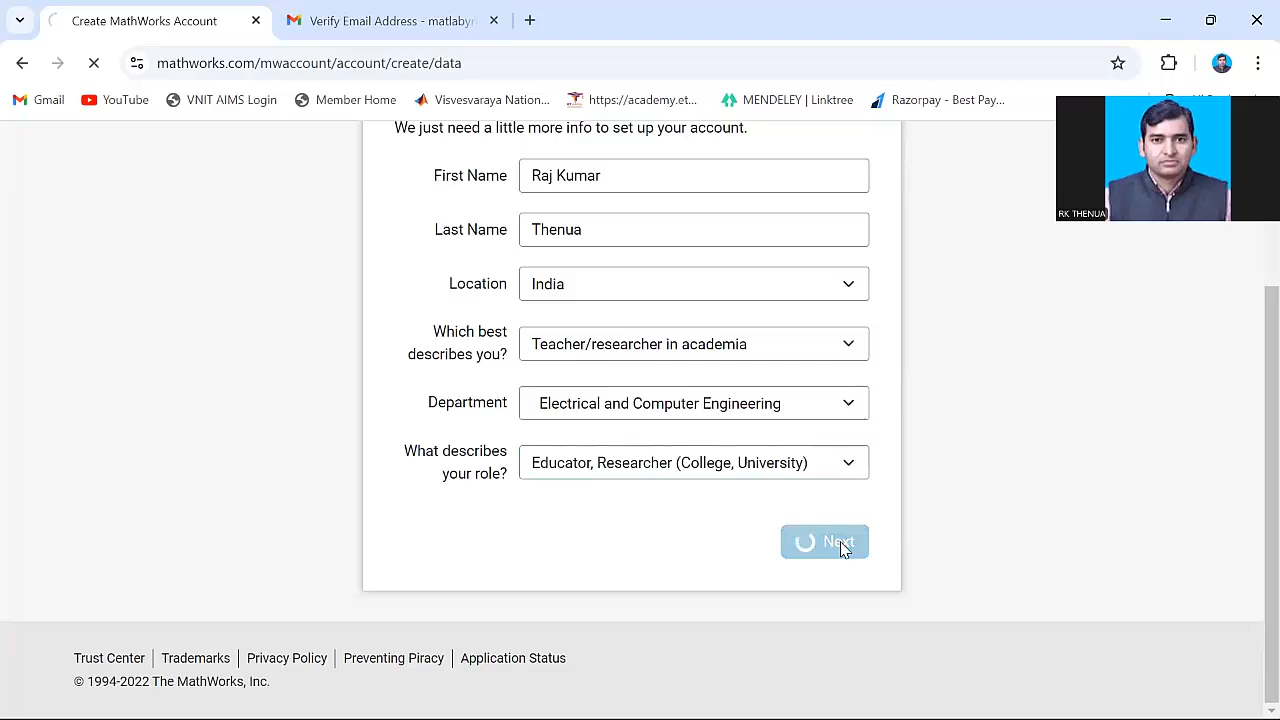 Create MathWorks Account
Verify Email Address - matlabyr
mathworks.com/mwaccount/account/create/data
Gmail
YouTube
VNIT AIMS Login
Member Home
Visvesvaraya Nation...
https://academy.et...
MENDELEY | Linktree
Razorpay - Best Pay...
RK THENUA
We just need a little more info to set up your account.
First Name
Raj Kumar
Last Name
Thenua
Location
India
Which best
describes you?
Teacher/researcher in academia
Department
Electrical and Computer Engineering
What describes
your role?
Educator, Researcher (College, University)
Next
Trust Center
Trademarks
Privacy Policy
Preventing Piracy
Application Status
© 1994-2022 The MathWorks, Inc.